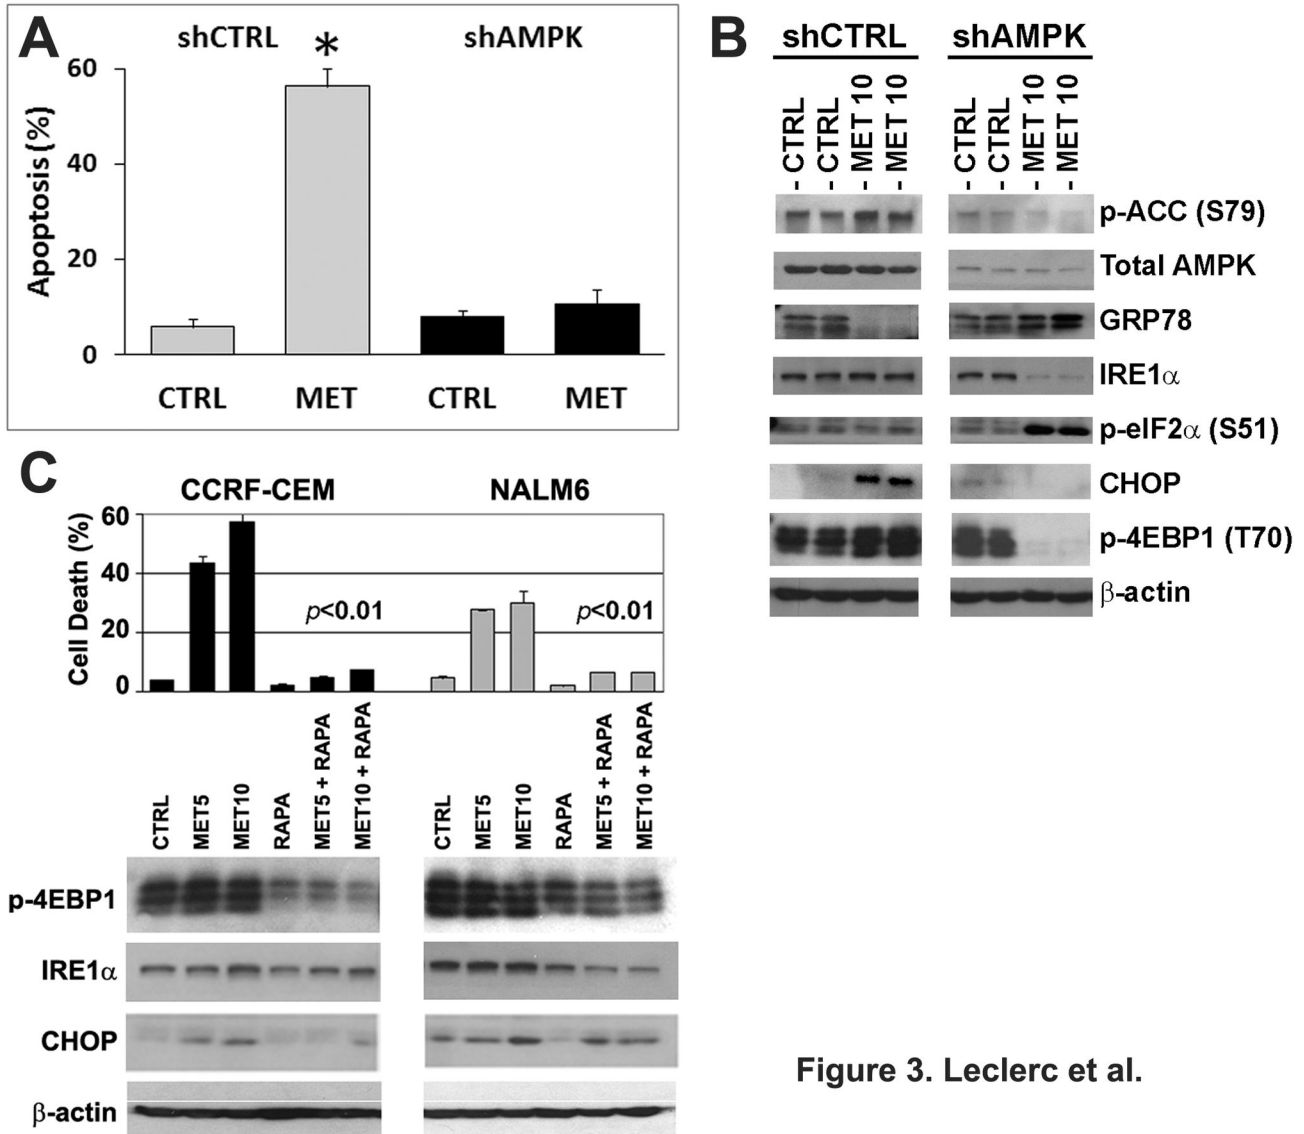 A
shCTRL
*
shAMPK
Apoptosis (%)
60
40
20
0
CTRL
MET
CTRL
MET
B
shCTRL
shAMPK
- CTRL
- CTRL
- MET 10
- MET 10
- CTRL
- CTRL
- MET 10
- MET 10
p-ACC (S79)
Total AMPK
GRP78
IRE1α
p-eIF2α (S51)
CHOP
p-4EBP1 (T70)
β-actin
C
CCRF-CEM
NALM6
Cell Death (%)
60
40
20
0
p<0.01
p<0.01
CTRL
MET5
MET10
RAPA
MET5 + RAPA
MET10 + RAPA
CTRL
MET5
MET10
RAPA
MET5 + RAPA
MET10 + RAPA
p-4EBP1
IRE1α
CHOP
β-actin
Figure 3. Leclerc et al.